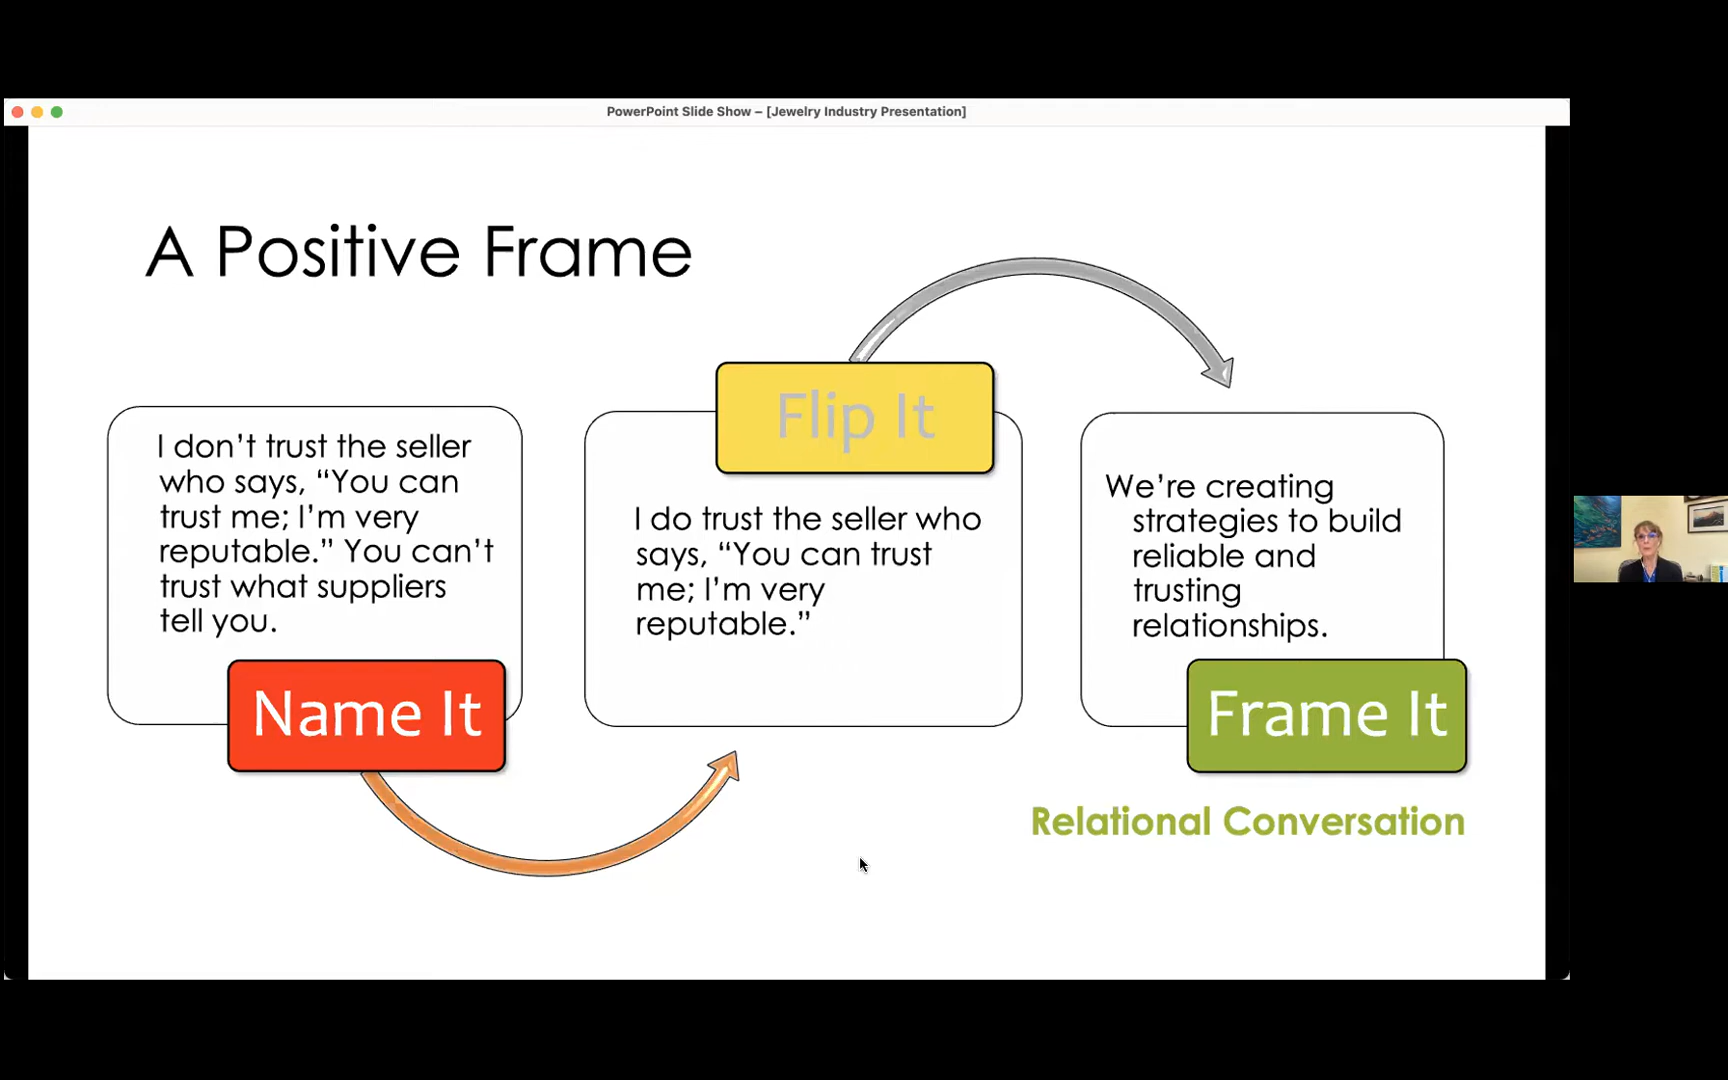 PowerPoint Slide Show – [Jewelry Industry Presentation]
A Positive Frame
I don’t trust the seller
who says, “You can
trust me; I’m very
reputable.” You can’t
trust what suppliers
tell you.
Name It
Flip It
I do trust the seller who
says, “You can trust
me; I’m very
reputable.”
We’re creating
strategies to build
reliable and
trusting
relationships.
Frame It
Relational Conversation